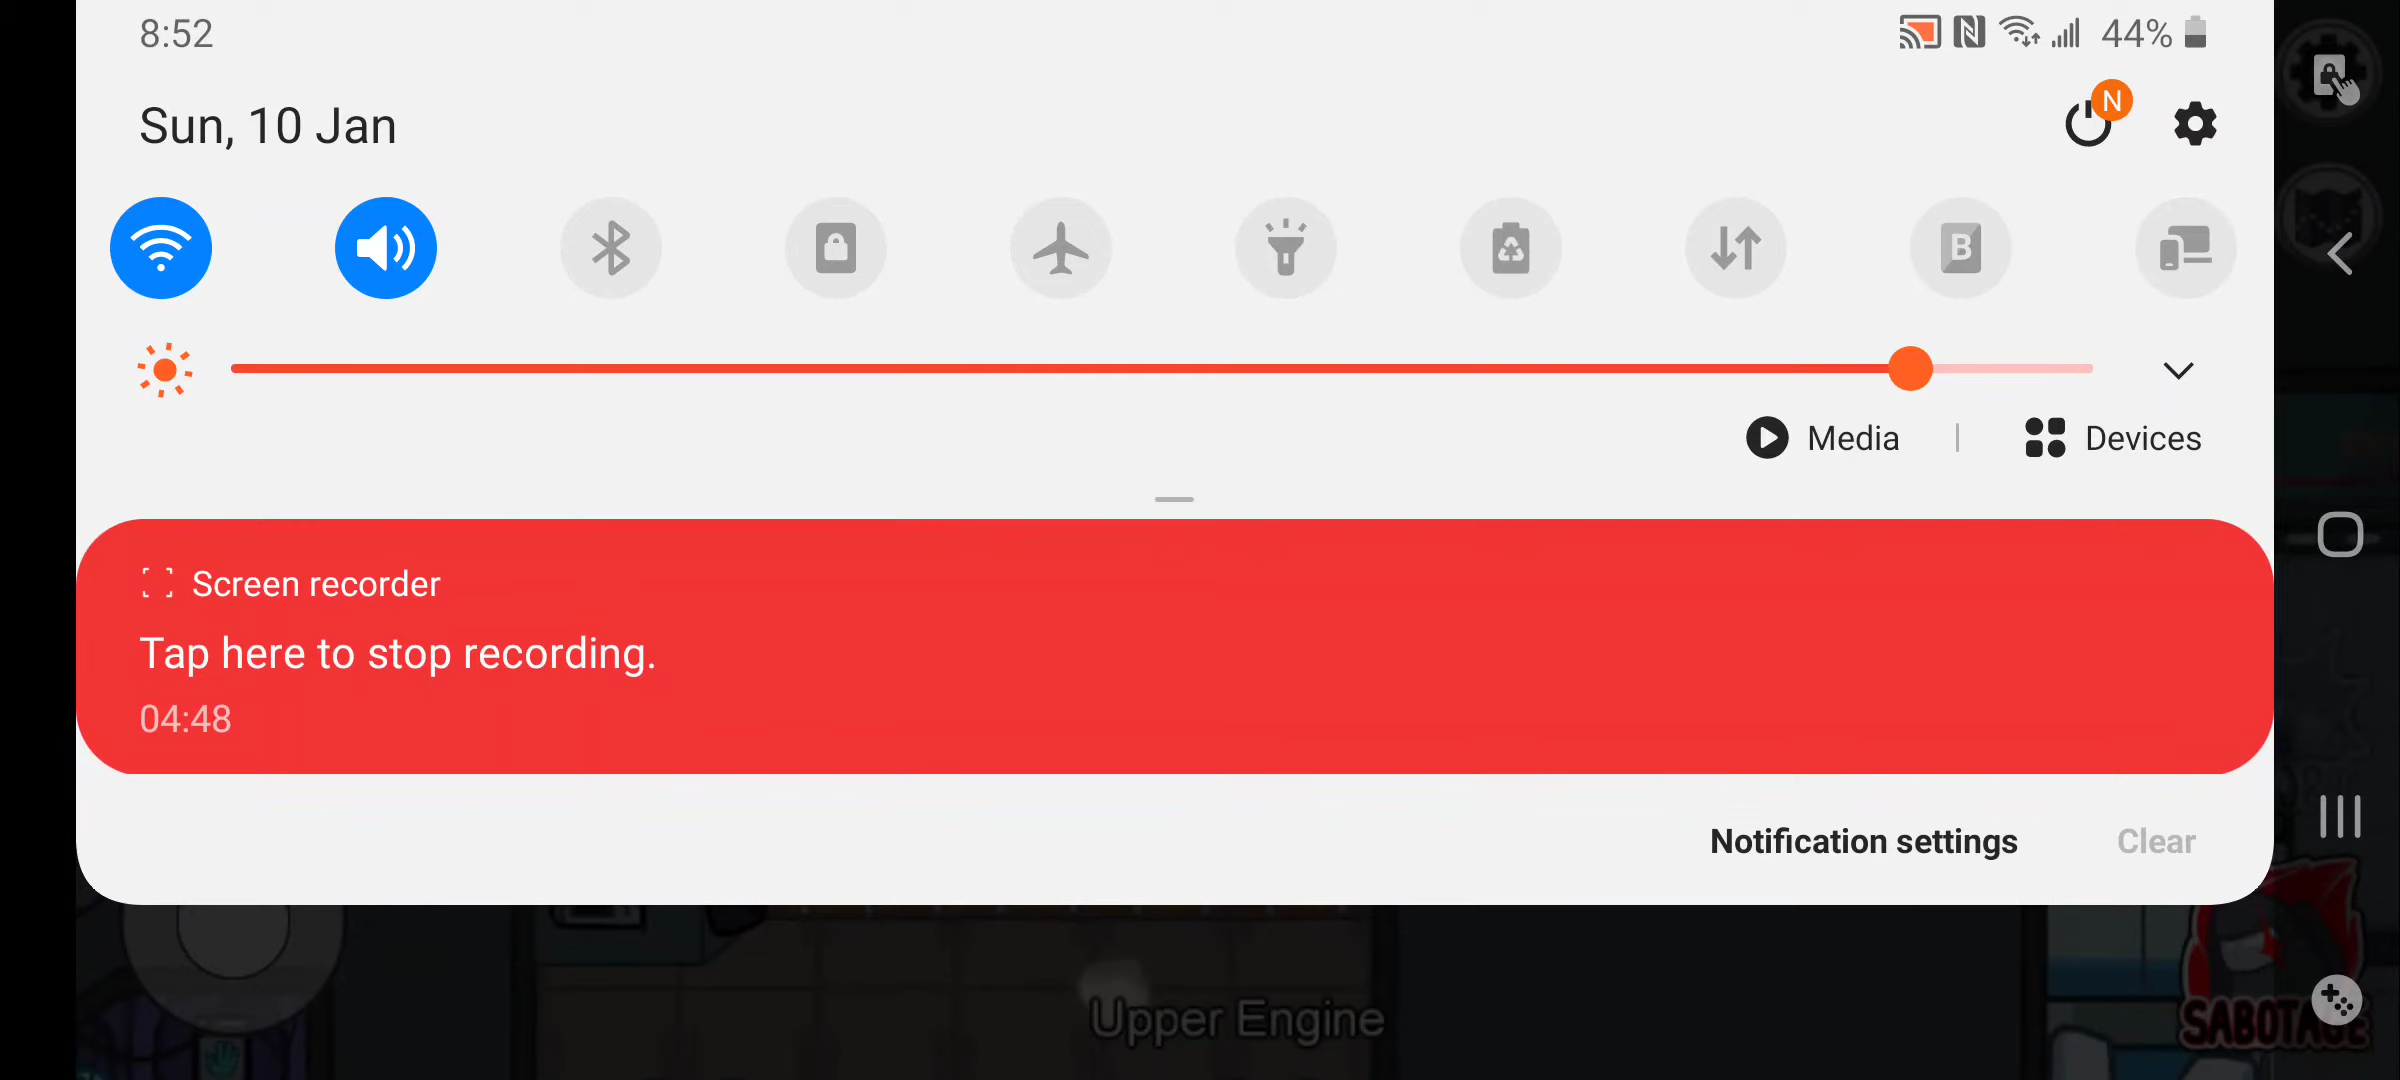 8:52
44%
Sun, 10 Jan
N
B
Media | Devices
Screen recorder
Tap here to stop recording.
04:48
Notification settings Clear
Upper Engine
SABOTAGE